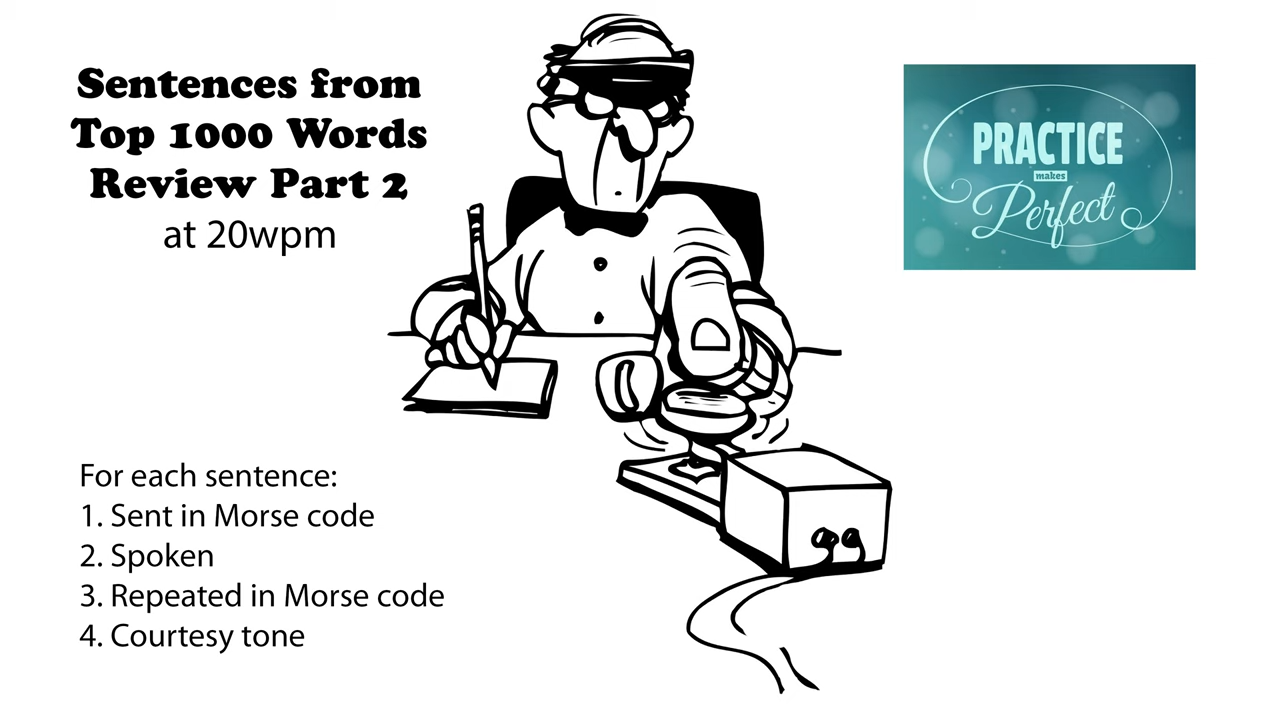 Sentences from
Top 1000 Words
Review Part 2
at 20wpm
PRACTICE
makes
Perfect
For each sentence:
1. Sent in Morse code
2. Spoken
3. Repeated in Morse code
4. Courtesy tone